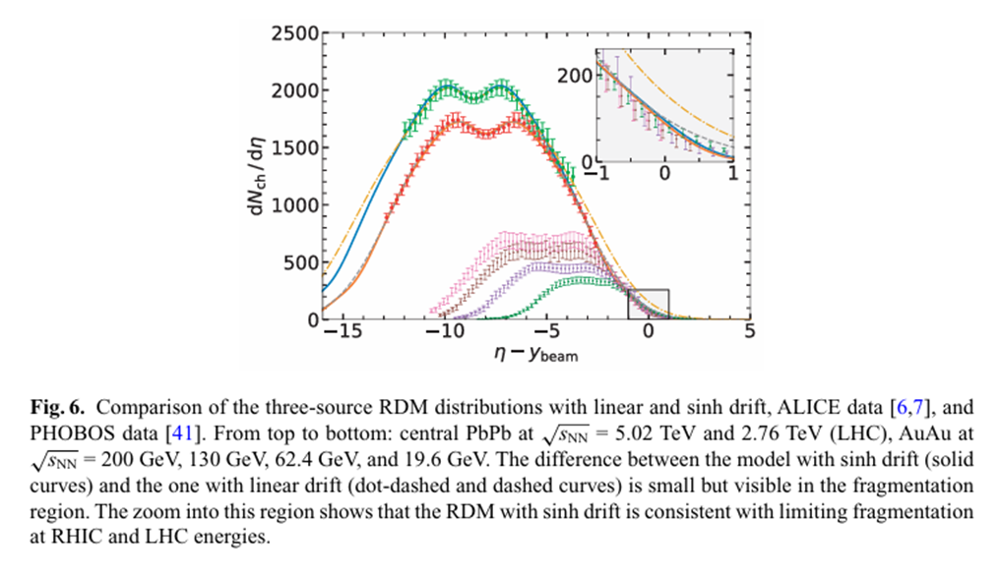 2500
2000
1500
1000
500
0
dN_ch/dη
−15
−10
−5
0
5
η − y_beam
200
0
−1
0
1
Fig. 6. Comparison of the three-source RDM distributions with linear and sinh drift, ALICE data [6,7], and
PHOBOS data [41]. From top to bottom: central PbPb at √s_NN = 5.02 TeV and 2.76 TeV (LHC), AuAu at
√s_NN = 200 GeV, 130 GeV, 62.4 GeV, and 19.6 GeV. The difference between the model with sinh drift (solid
curves) and the one with linear drift (dot-dashed and dashed curves) is small but visible in the fragmentation
region. The zoom into this region shows that the RDM with sinh drift is consistent with limiting fragmentation
at RHIC and LHC energies.